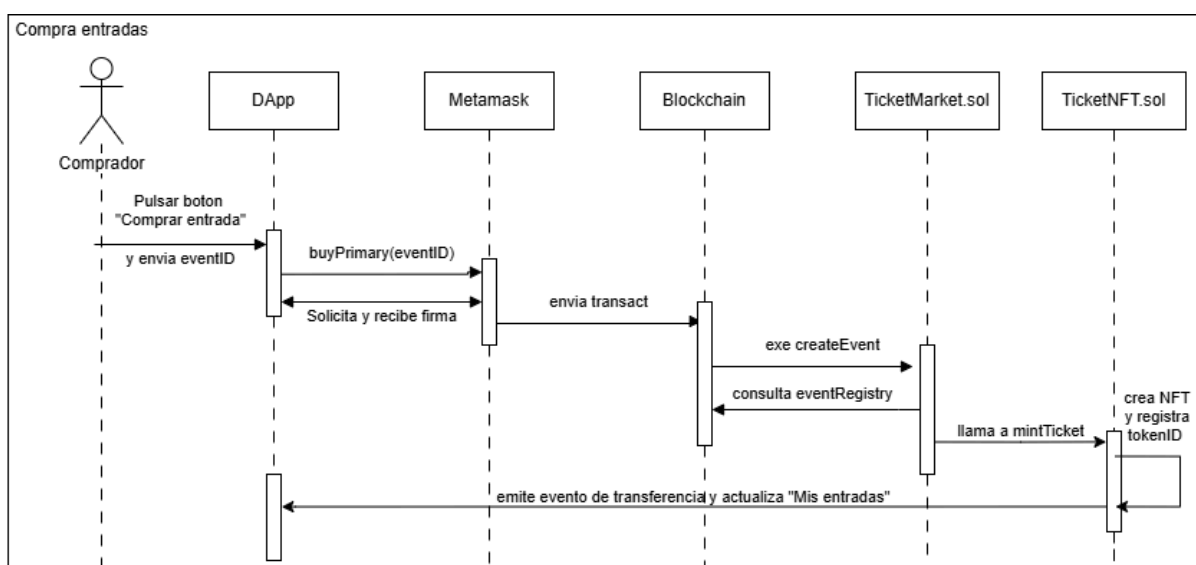 Compra entradas
DApp
Metamask
Blockchain
TicketMarket.sol
TicketNFT.sol
Comprador
Pulsar boton
"Comprar entrada"
y envia eventID
buyPrimary(eventID)
Solicita y recibe firma
envia transact
exe createEvent
consulta eventRegistry
crea NFT
y registra
tokenID
llama a mintTicket
emite evento de transferencia y actualiza "Mis entradas"